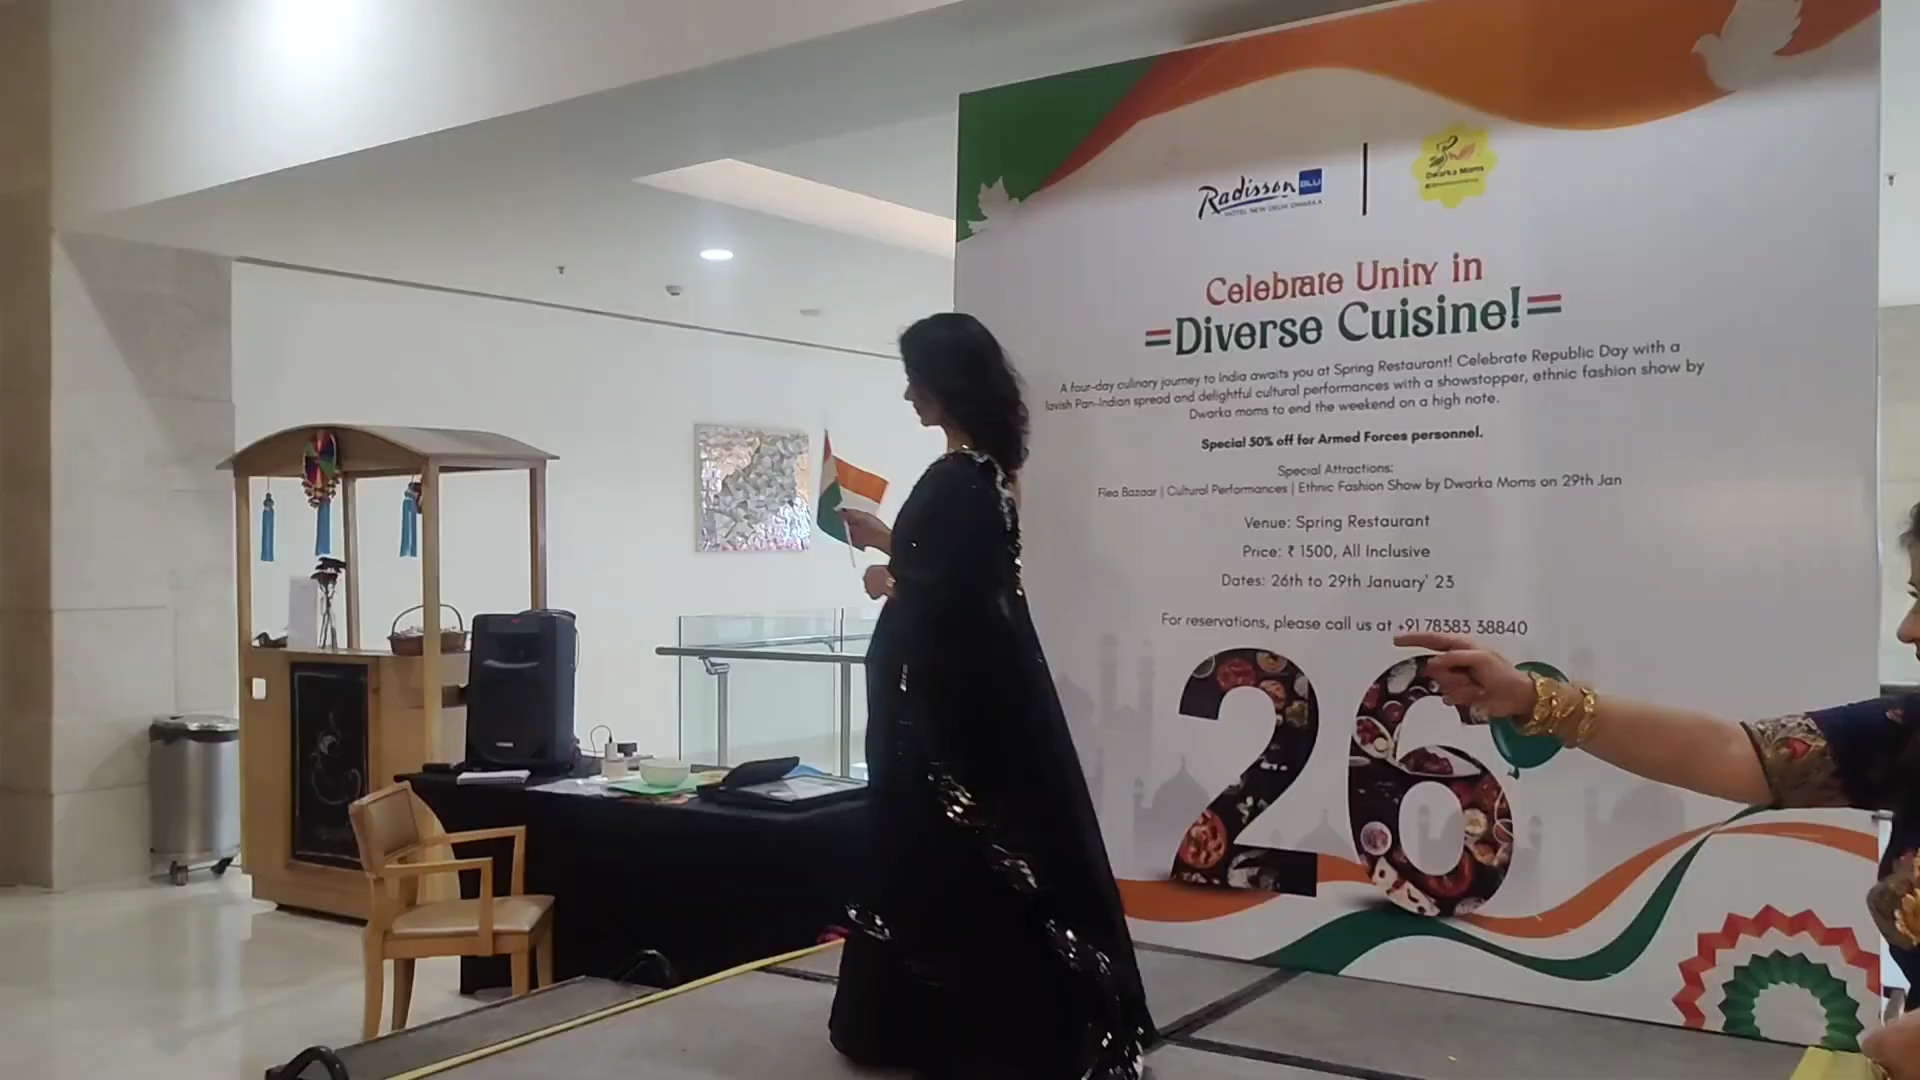 Radisson BLU
HOTEL NEW DELHI DWARKA
Dwarka Moms
Celebrate Unity in
=Diverse Cuisine!=
A four-day culinary journey to India awaits you at Spring Restaurant! Celebrate Republic Day with a
lavish Pan-Indian spread and delightful cultural performances with a showstopper, ethnic fashion show by
Dwarka moms to end the weekend on a high note.
Special 50% off for Armed Forces personnel.
Special Attractions:
Flea Bazaar | Cultural Performances | Ethnic Fashion Show by Dwarka Moms on 29th Jan
Venue: Spring Restaurant
Price: ₹ 1500, All Inclusive
Dates: 26th to 29th January' 23
For reservations, please call us at +91 78383 38840
26